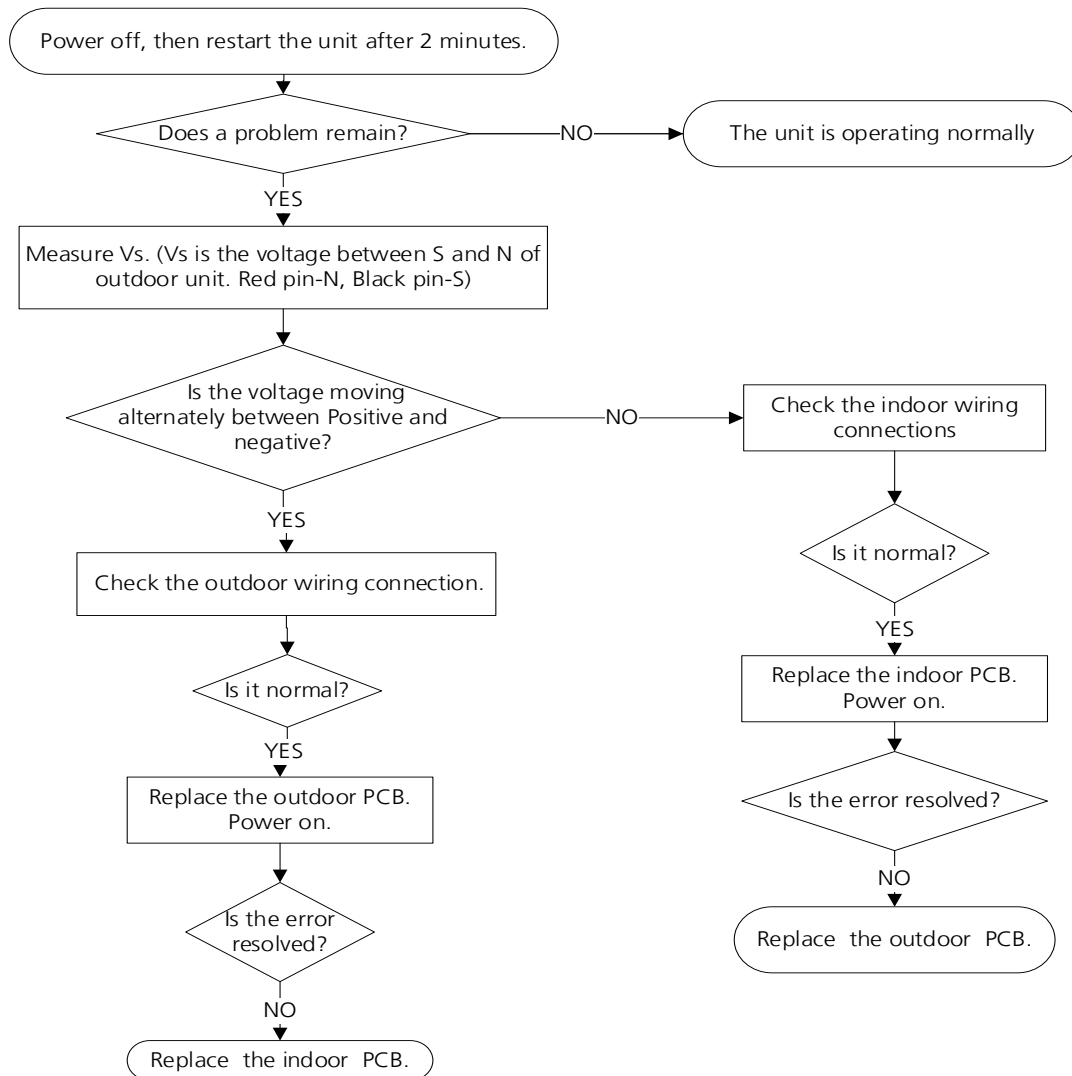 Power off, then restart the unit after 2 minutes.
Does a problem remain?
NO
The unit is operating normally
YES
Measure Vs. (Vs is the voltage between S and N of
outdoor unit. Red pin-N, Black pin-S)
Is the voltage moving
alternately between Positive and
negative?
NO
Check the indoor wiring
connections
YES
Is it normal?
Check the outdoor wiring connection.
YES
Is it normal?
Replace the indoor PCB.
Power on.
YES
Replace the outdoor PCB.
Power on.
Is the error resolved?
NO
Is the error
resolved?
Replace the outdoor PCB.
NO
Replace the indoor PCB.